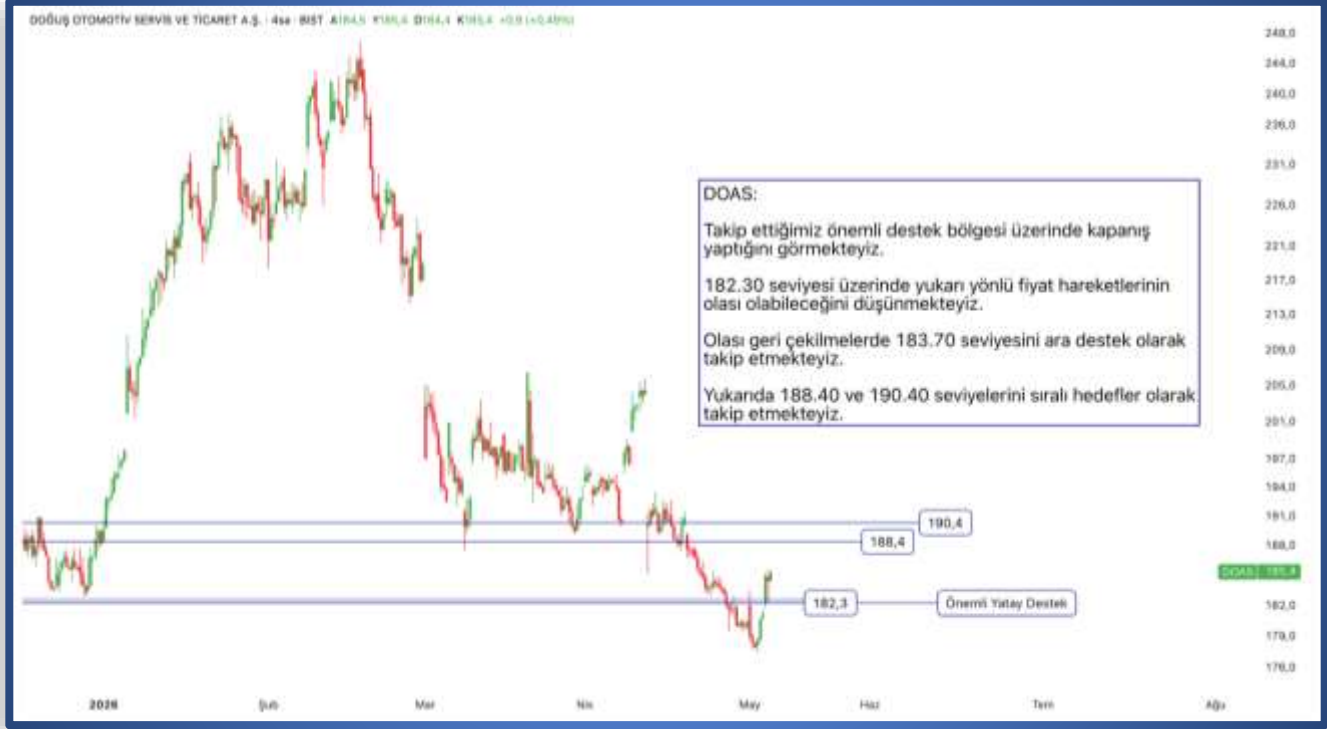 DOĞUŞ OTOMOTİV SERVİS VE TİCARET A.Ş. · 4sa · BIST
DOAS:
Takip ettiğimiz önemli destek bölgesi üzerinde kapanış
yaptığını görmekteyiz.
182.30 seviyesi üzerinde yukarı yönlü fiyat hareketlerinin
olası olabileceğini düşünmekteyiz.
Olası geri çekilmelerde 183.70 seviyesini ara destek olarak
takip etmekteyiz.
Yukarıda 188.40 ve 190.40 seviyelerini sıralı hedefler olarak
takip etmekteyiz.
248,0
244,0
240,0
236,0
231,0
226,0
221,0
217,0
213,0
209,0
205,0
201,0
197,0
194,0
191,0
188,0
DOAS 185,4
182,0
179,0
176,0
190,4
188,4
182,3
Önemli Yatay Destek
2026 Şub Mar Nis May Haz Tem Ağu